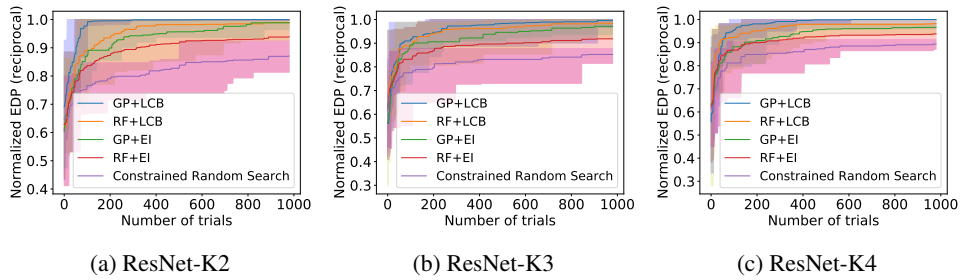 Normalized EDP (reciprocal)
1.0
0.9
0.8
0.7
0.6
0.5
0.4
GP+LCB
RF+LCB
GP+EI
RF+EI
Constrained Random Search
0 200 400 600 800 1000
Number of trials
(a) ResNet-K2
Normalized EDP (reciprocal)
1.0
0.9
0.8
0.7
0.6
0.5
0.4
0.3
GP+LCB
RF+LCB
GP+EI
RF+EI
Constrained Random Search
0 200 400 600 800 1000
Number of trials
(b) ResNet-K3
Normalized EDP (reciprocal)
1.0
0.9
0.8
0.7
0.6
0.5
0.4
0.3
GP+LCB
RF+LCB
GP+EI
RF+EI
Constrained Random Search
0 200 400 600 800 1000
Number of trials
(c) ResNet-K4